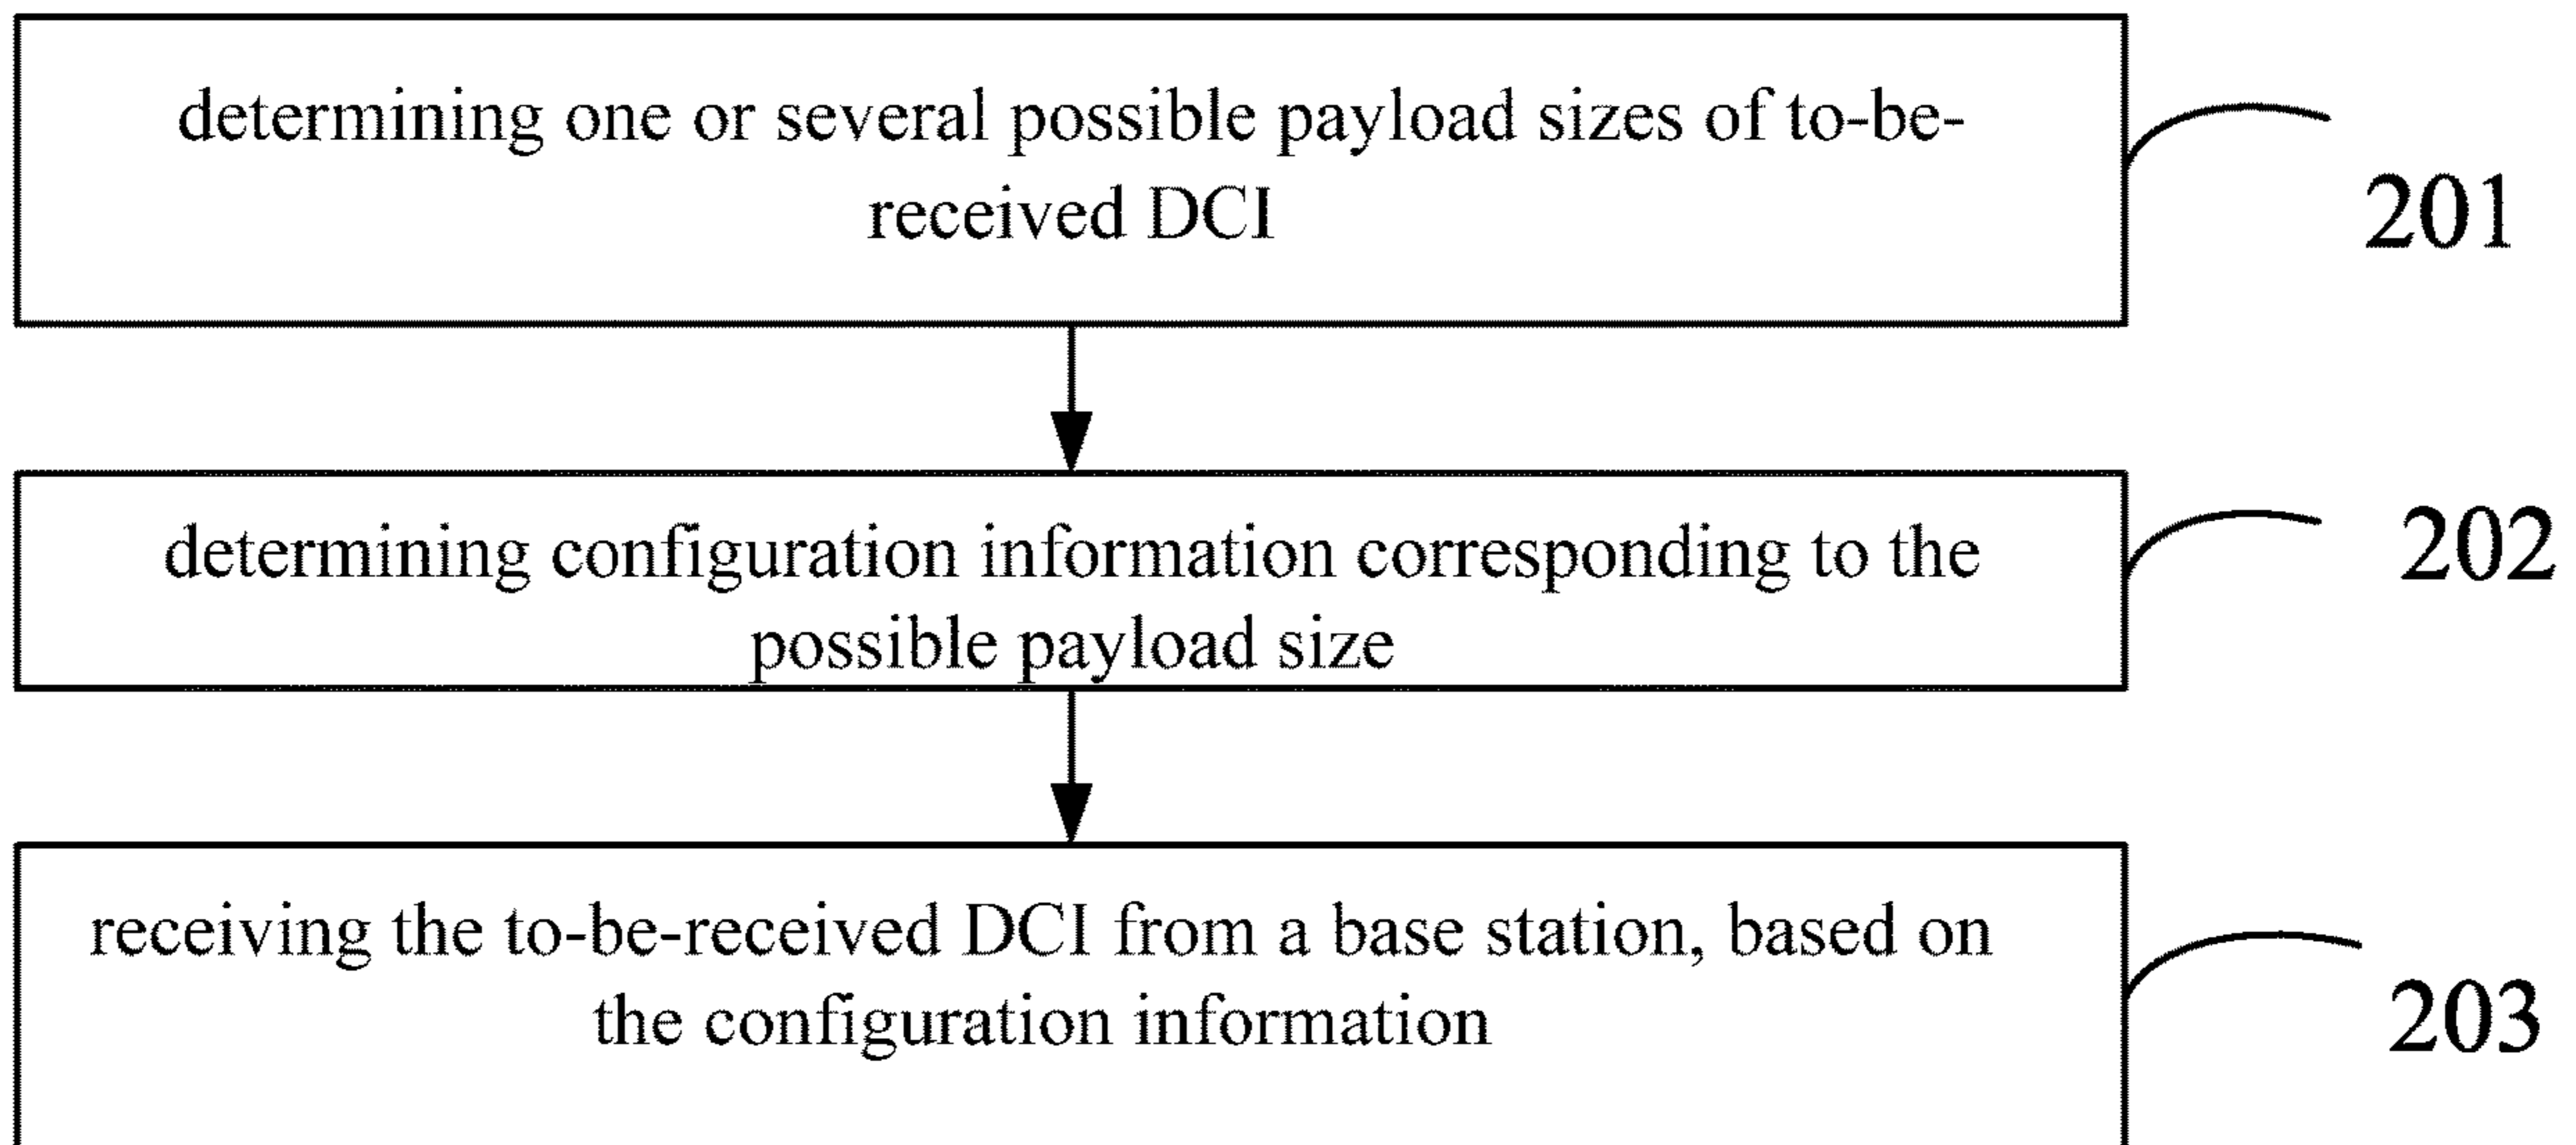 determining one or several possible payload sizes of to-be-
received DCI
201
determining configuration information corresponding to the
possible payload size
202
receiving the to-be-received DCI from a base station, based on
the configuration information
203